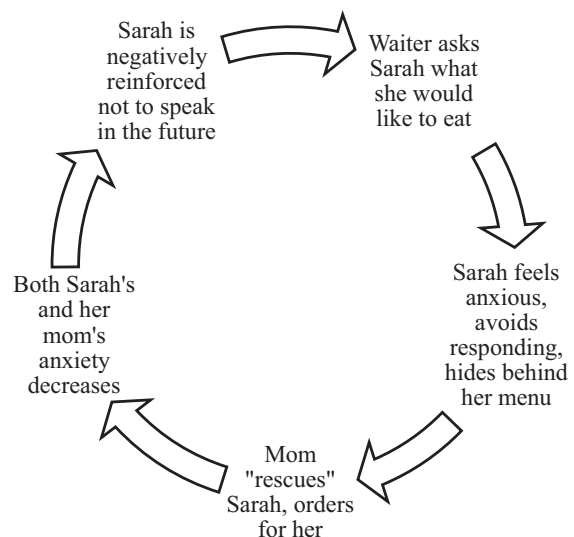 Sarah is
negatively
reinforced
not to speak
in the future
Waiter asks
Sarah what
she would
like to eat
Sarah feels
anxious,
avoids
responding,
hides behind
her menu
Mom
"rescues"
Sarah, orders
for her
Both Sarah's
and her
mom's
anxiety
decreases